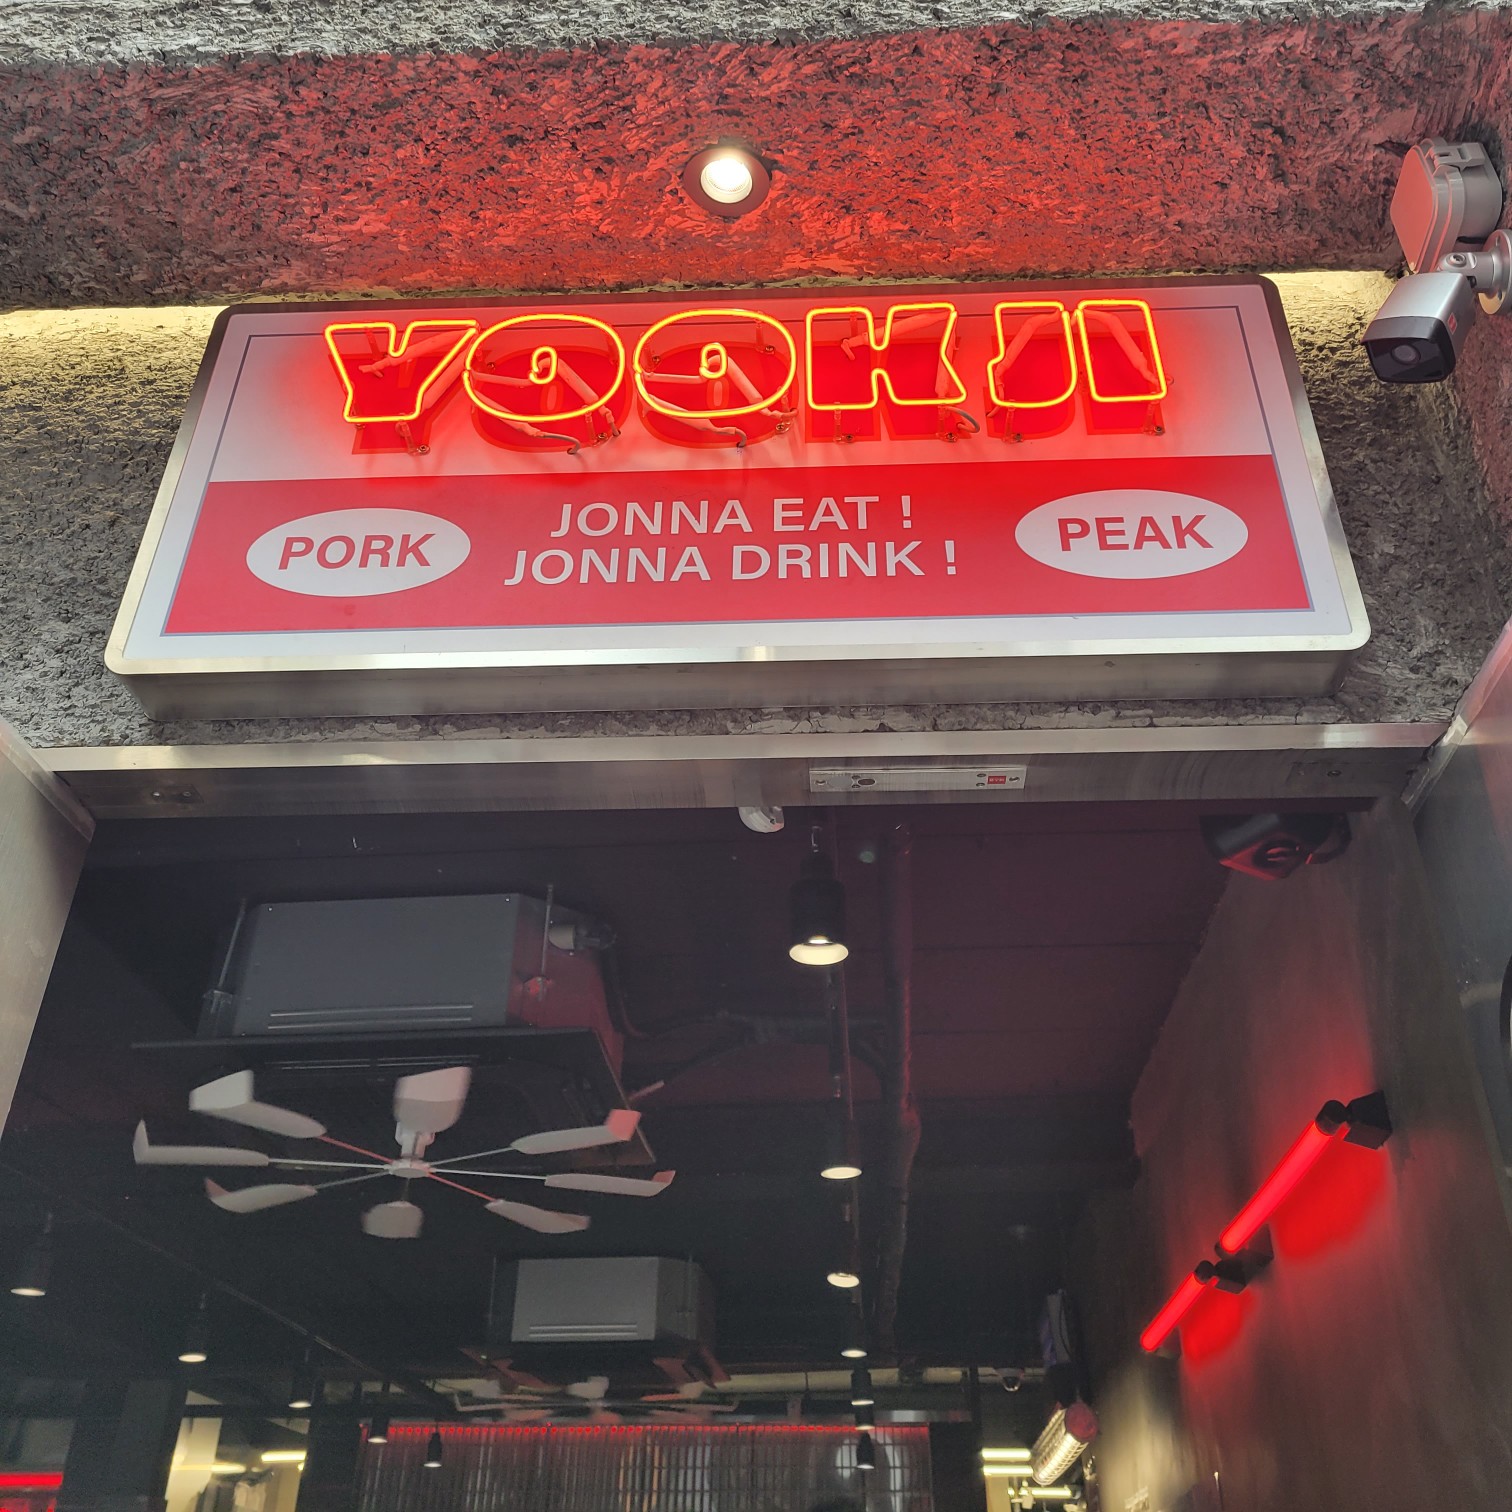 YOOKJI
PORK
JONNA EAT !
JONNA DRINK !
PEAK